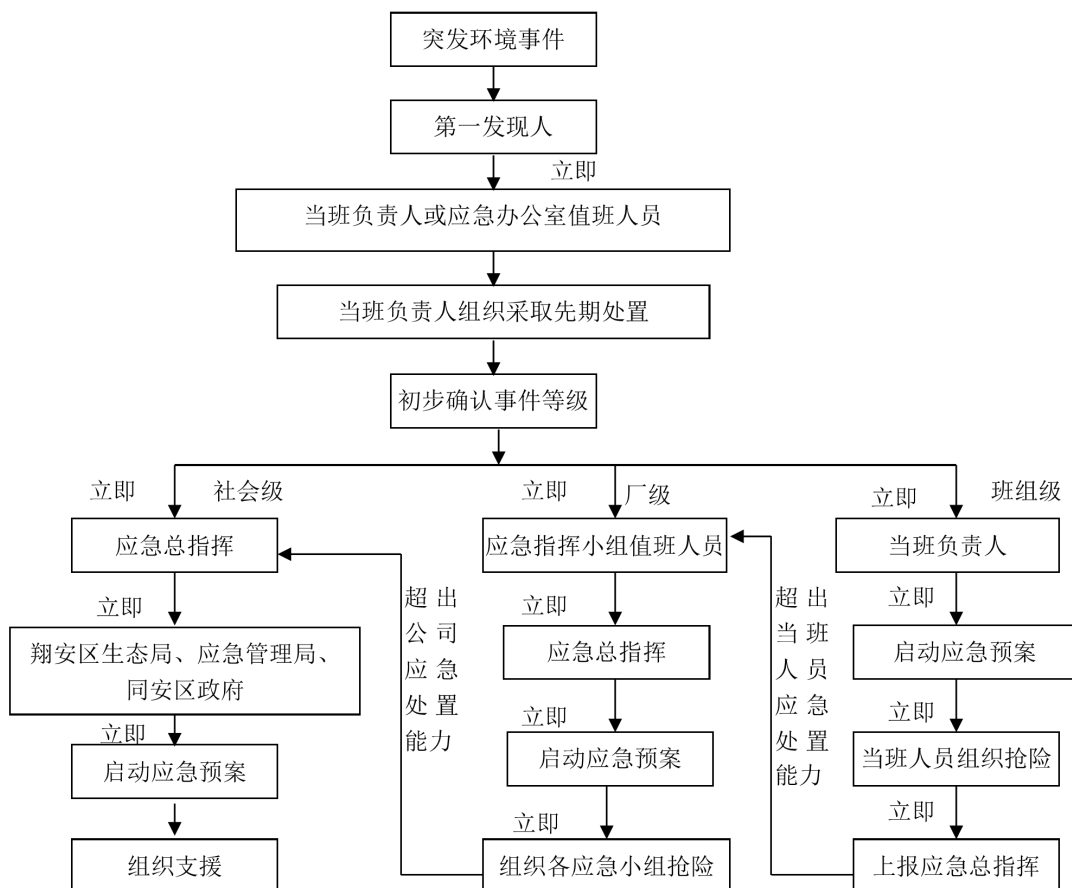 突发环境事件
第一发现人
立即
当班负责人或应急办公室值班人员
当班负责人组织采取先期处置
初步确认事件等级
立即
社会级
立即
厂级
立即
班组级
应急总指挥
应急指挥小组值班人员
当班负责人
立即
立即
立即
超出
公司
应急
处置
能力
超出
当班
人员
应急
处置
能力
翔安区生态局、应急管理局、
同安区政府
应急总指挥
启动应急预案
立即
立即
立即
启动应急预案
启动应急预案
当班人员组织抢险
立即
立即
组织支援
组织各应急小组抢险
上报应急总指挥